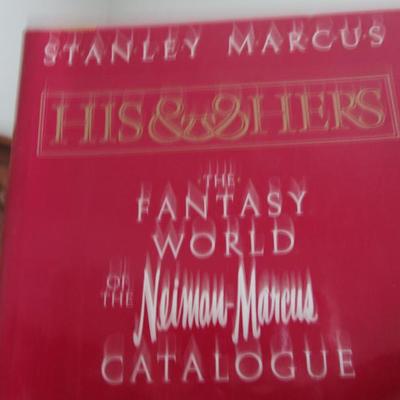 STANLEY MARCUS
HIS & HERS
THE
FANTASY
WORLD
OF THE Neiman-Marcus
CATALOGUE